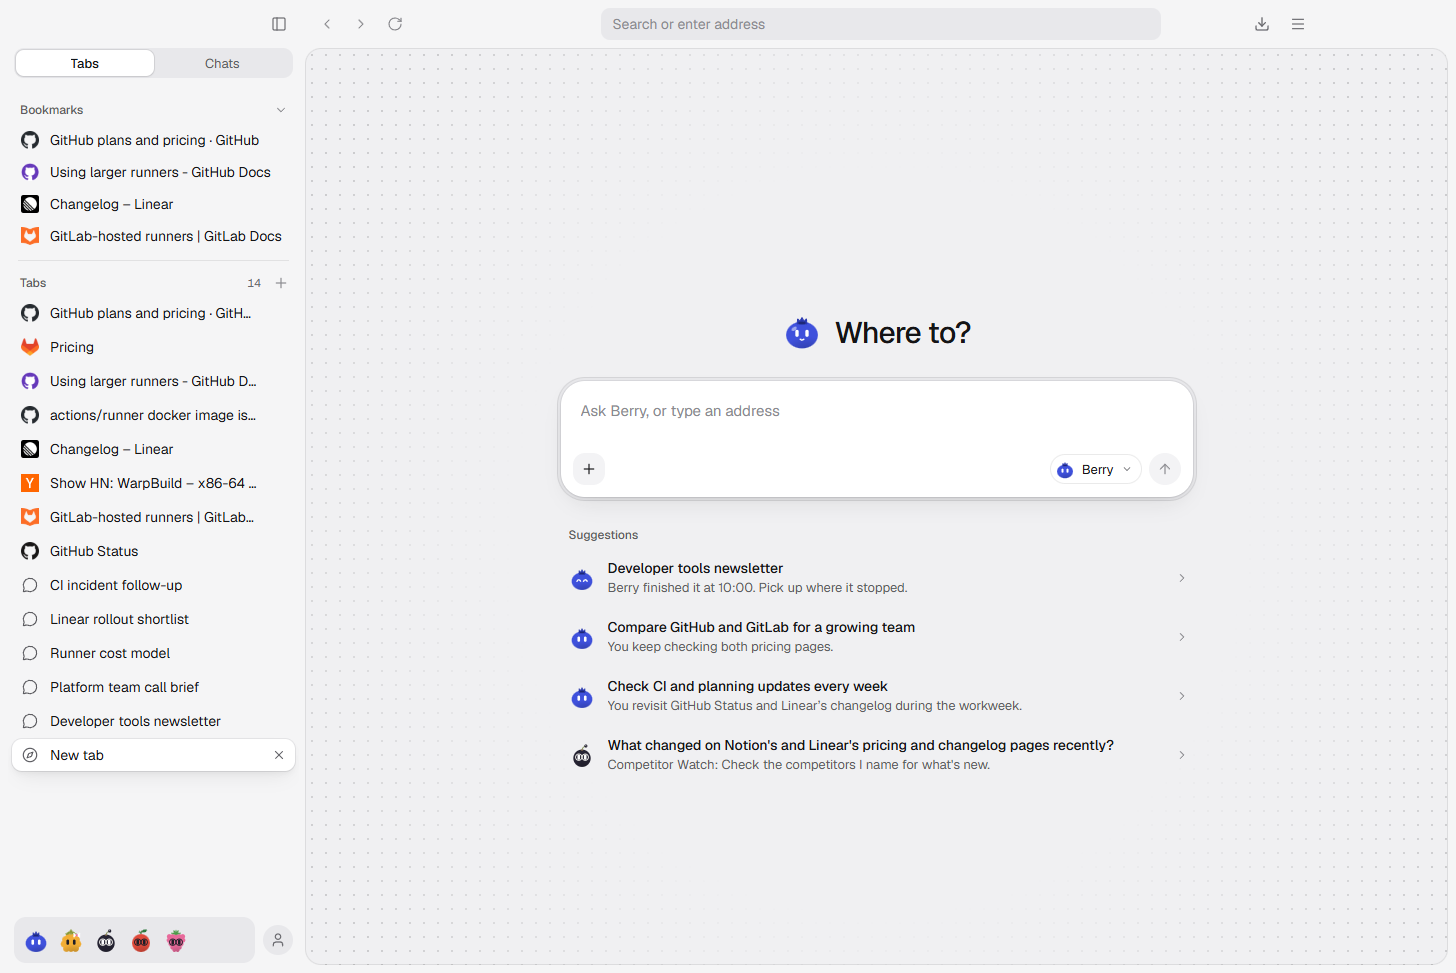 Search or enter address
Tabs
Chats
Bookmarks
GitHub plans and pricing · GitHub
Using larger runners - GitHub Docs
Changelog – Linear
GitLab-hosted runners | GitLab Docs
Tabs
14
GitHub plans and pricing · GitH...
Pricing
Using larger runners - GitHub D...
actions/runner docker image is...
Changelog – Linear
Y
Show HN: WarpBuild – x86-64 ...
GitLab-hosted runners | GitLab...
GitHub Status
CI incident follow-up
Linear rollout shortlist
Runner cost model
Platform team call brief
Developer tools newsletter
New tab
Where to?
Ask Berry, or type an address
Berry
Suggestions
Developer tools newsletter
Berry finished it at 10:00. Pick up where it stopped.
Compare GitHub and GitLab for a growing team
You keep checking both pricing pages.
Check CI and planning updates every week
You revisit GitHub Status and Linear's changelog during the workweek.
What changed on Notion's and Linear's pricing and changelog pages recently?
Competitor Watch: Check the competitors I name for what's new.